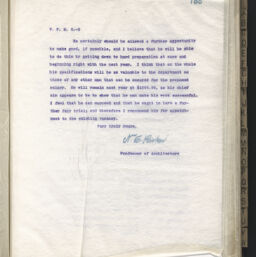 He certainly should be allowed a further opportunity
to make good, if possible, and I believe that he will be able
to do this by getting down to hard preparation at once and
beginning right with the next year. I think that on the whole
his qualifications will be as valuable to the department as
those of any other man that can be secured for the proposed
salary. He will remain next year at
aim appears to be to show that he can make his work successful.
I feel that he can succeed and that he ought to have a fur-
ther fair trial; and therefore I recommend him for appoint-
ment to the existing vacancy.
Very truly yours,
Professor of Architecture